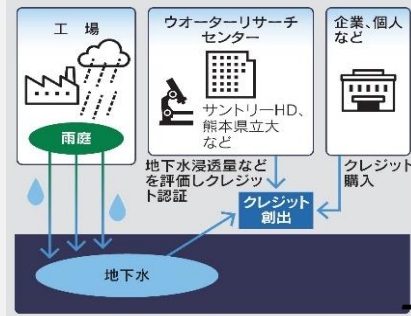 工　場
雨庭
ウオーターリサーチ
センター
サントリーHD、
熊本県立大
など
企業、個人
など
地下水浸透量など
を評価しクレジッ
ト認証
クレジット
購入
クレジット
創出
地下水